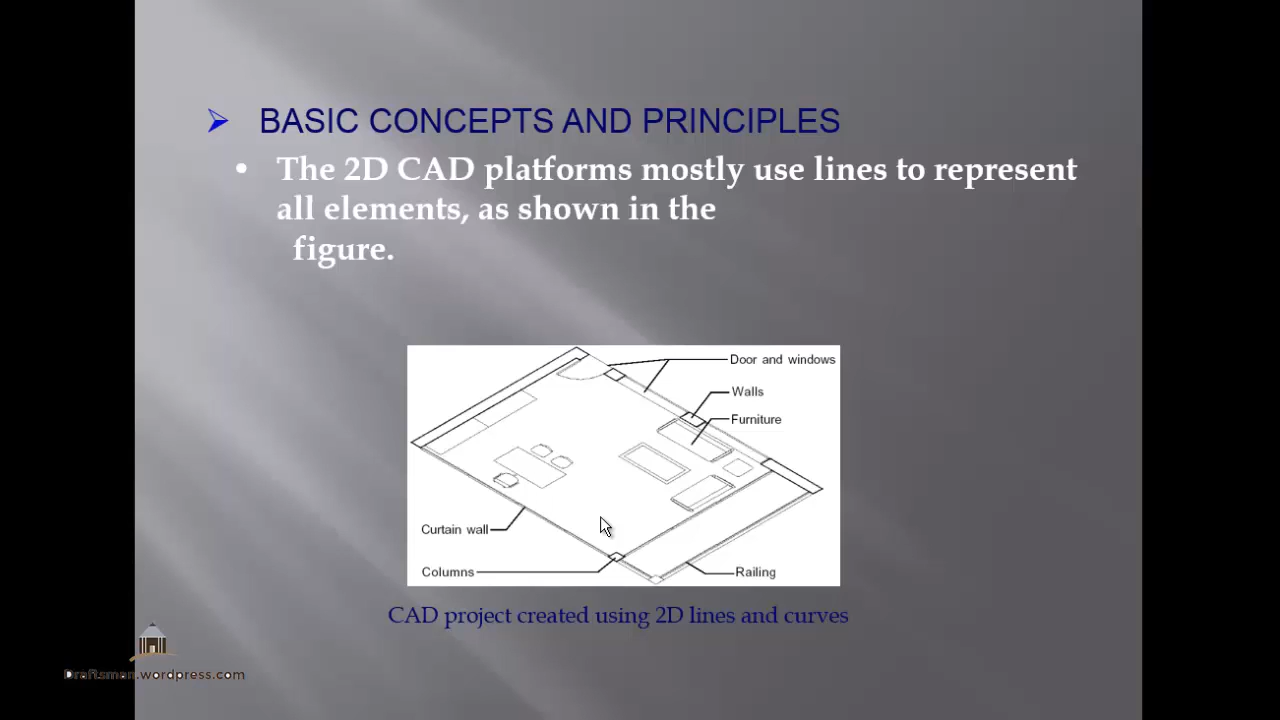 BASIC CONCEPTS AND PRINCIPLES
• The 2D CAD platforms mostly use lines to represent
all elements, as shown in the
figure.
Door and windows
Walls
Furniture
Curtain wall
Columns
Railing
CAD project created using 2D lines and curves
Draftsman.wordpress.com